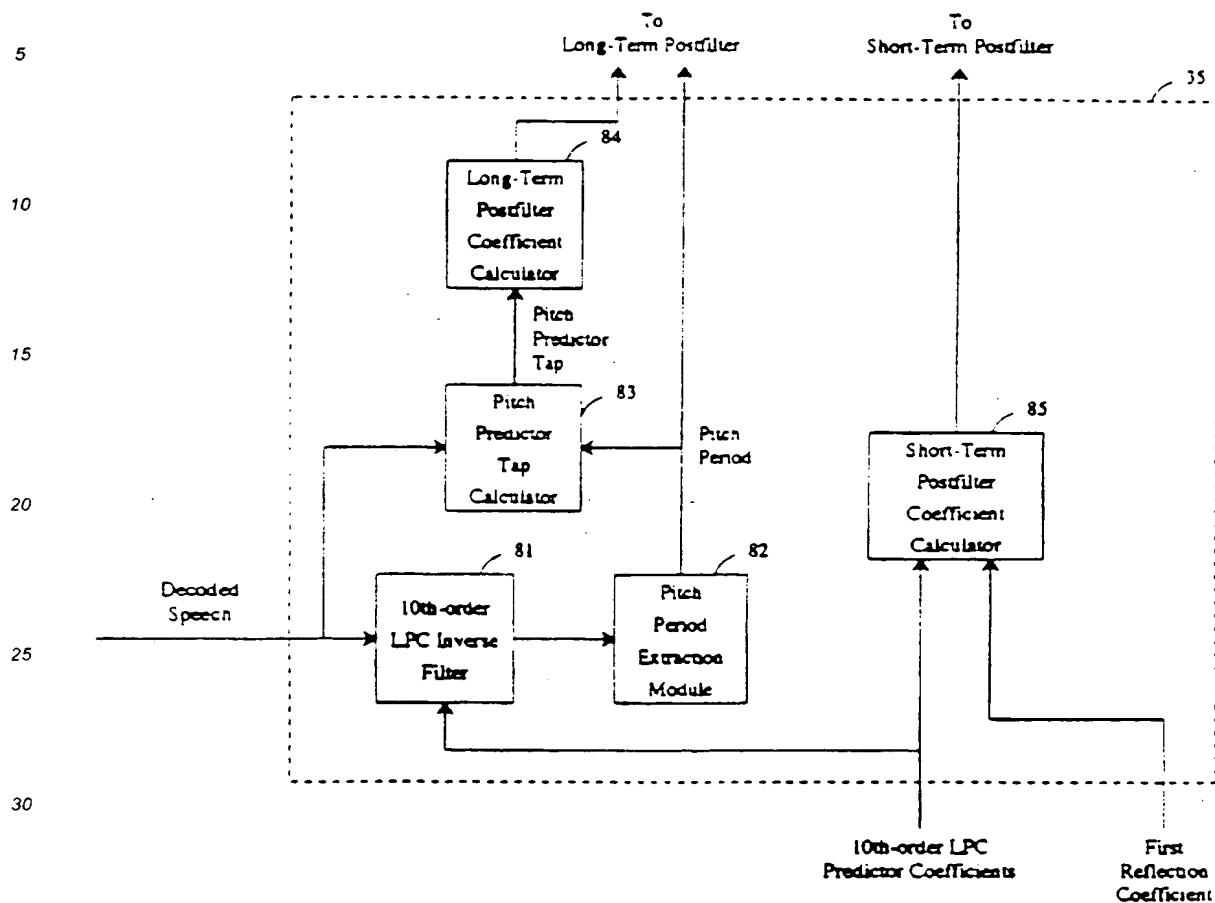 To
Long-Term Postfilter
To
Short-Term Postfilter
5
35
84
Long-Term
Postfilter
Coefficient
Calculator
10
Pitch
Predictor
Tap
15
83
Pitch
Predictor
Tap
Calculator
Pitch
Period
85
Short-Term
Postfilter
Coefficient
Calculator
20
81
82
Decoded
Speech
10th-order
LPC Inverse
Filter
Pitch
Period
Extraction
Module
25
30
10th-order LPC
Predictor Coefficients
First
Reflection
Coefficient